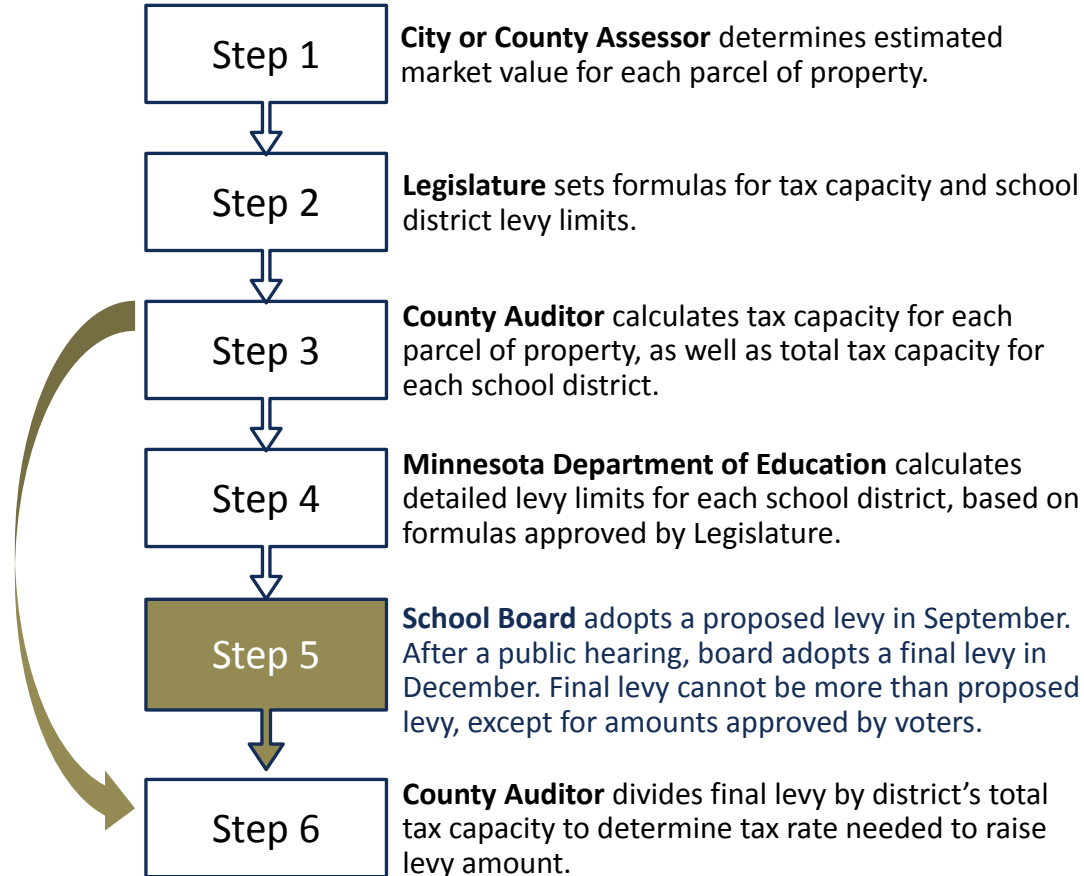 Step 1
City or County Assessor determines estimated
market value for each parcel of property.
Step 2
Legislature sets formulas for tax capacity and school
district levy limits.
Step 3
County Auditor calculates tax capacity for each
parcel of property, as well as total tax capacity for
each school district.
Step 4
Minnesota Department of Education calculates
detailed levy limits for each school district, based on
formulas approved by Legislature.
Step 5
School Board adopts a proposed levy in September.
After a public hearing, board adopts a final levy in
December. Final levy cannot be more than proposed
levy, except for amounts approved by voters.
Step 6
County Auditor divides final levy by district’s total
tax capacity to determine tax rate needed to raise
levy amount.